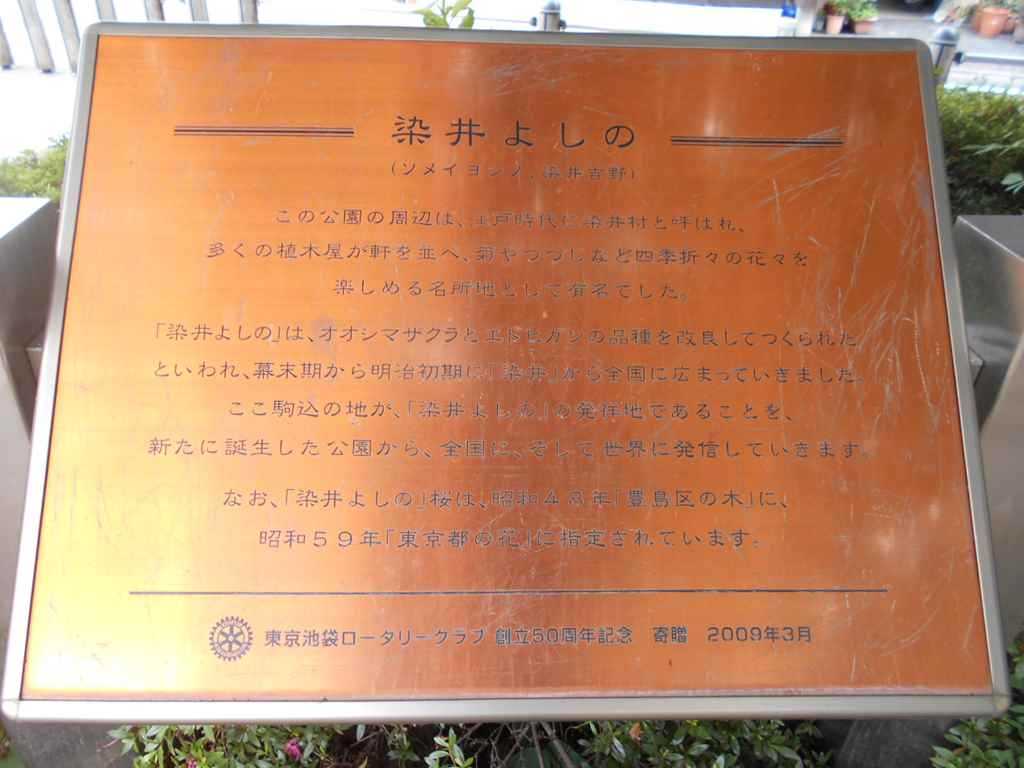 染井よしの
(ソメイヨシノ、染井吉野)
この公園の周辺は、江戸時代に染井村と呼ばれ、
多くの植木屋が軒を並べ、菊やつつじなど四季折々の花々を
楽しめる名所地として有名でした。
「染井よしの」は、オオシマザクラとエドヒガンの品種を改良してつくられた
といわれ、幕末期から明治初期に「染井」から全国に広まっていきました。
ここ駒込の地が、「染井よしの」の発祥地であることを、
新たに誕生した公園から、全国に、そして世界に発信していきます。
なお、「染井よしの」桜は、昭和48年「豊島区の木」に、
昭和59年「東京都の花」に指定されています。
東京池袋ロータリークラブ 創立50周年記念 寄贈 2009年3月